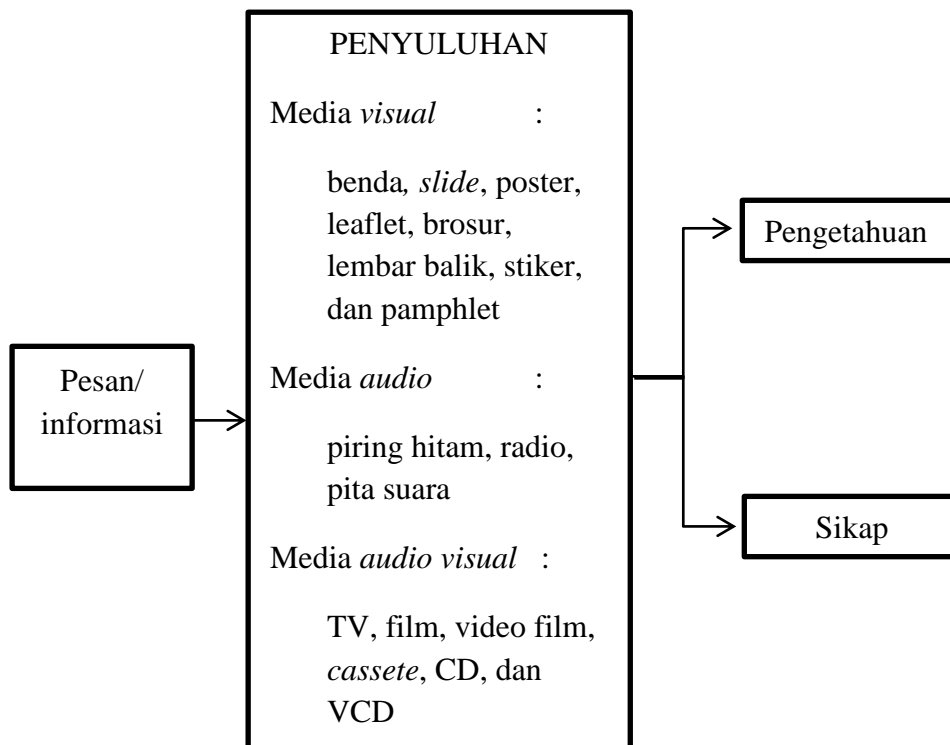 PENYULUHAN
Media visual :
benda, slide, poster,
leaflet, brosur,
lembar balik, stiker,
dan pamphlet
Media audio :
piring hitam, radio,
pita suara
Media audio visual :
TV, film, video film,
cassete, CD, dan
VCD
Pesan/
informasi
Pengetahuan
Sikap